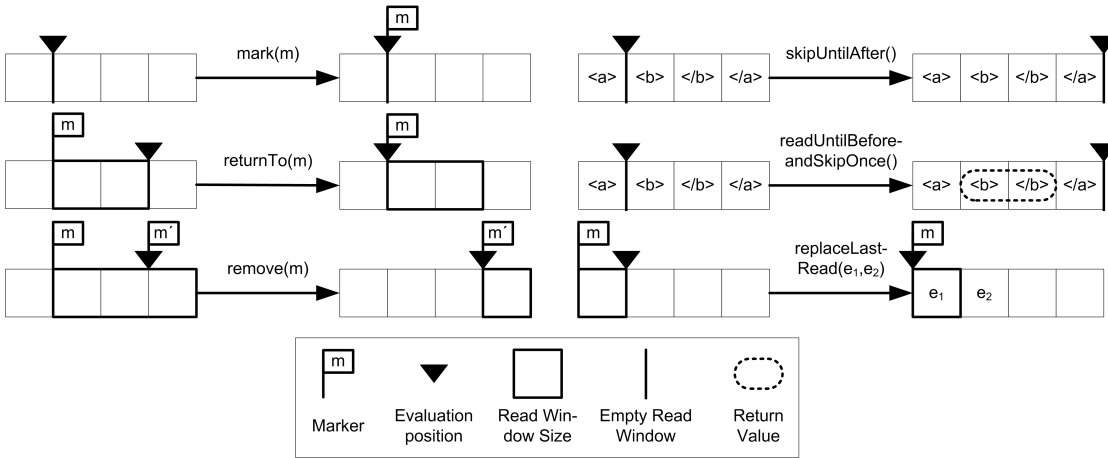 m
mark(m)
skipUntilAfter()
<a> <b> </b> </a>
<a> <b> </b> </a>
m
m
returnTo(m)
readUntilBefore-
andSkipOnce()
<a> <b> </b> </a>
<a> <b> </b> </a>
m
m´
m´
m
m
remove(m)
replaceLast-
Read(e₁,e₂)
e₁
e₂
m
Marker
Evaluation
position
Read Win-
dow Size
Empty Read
Window
Return
Value